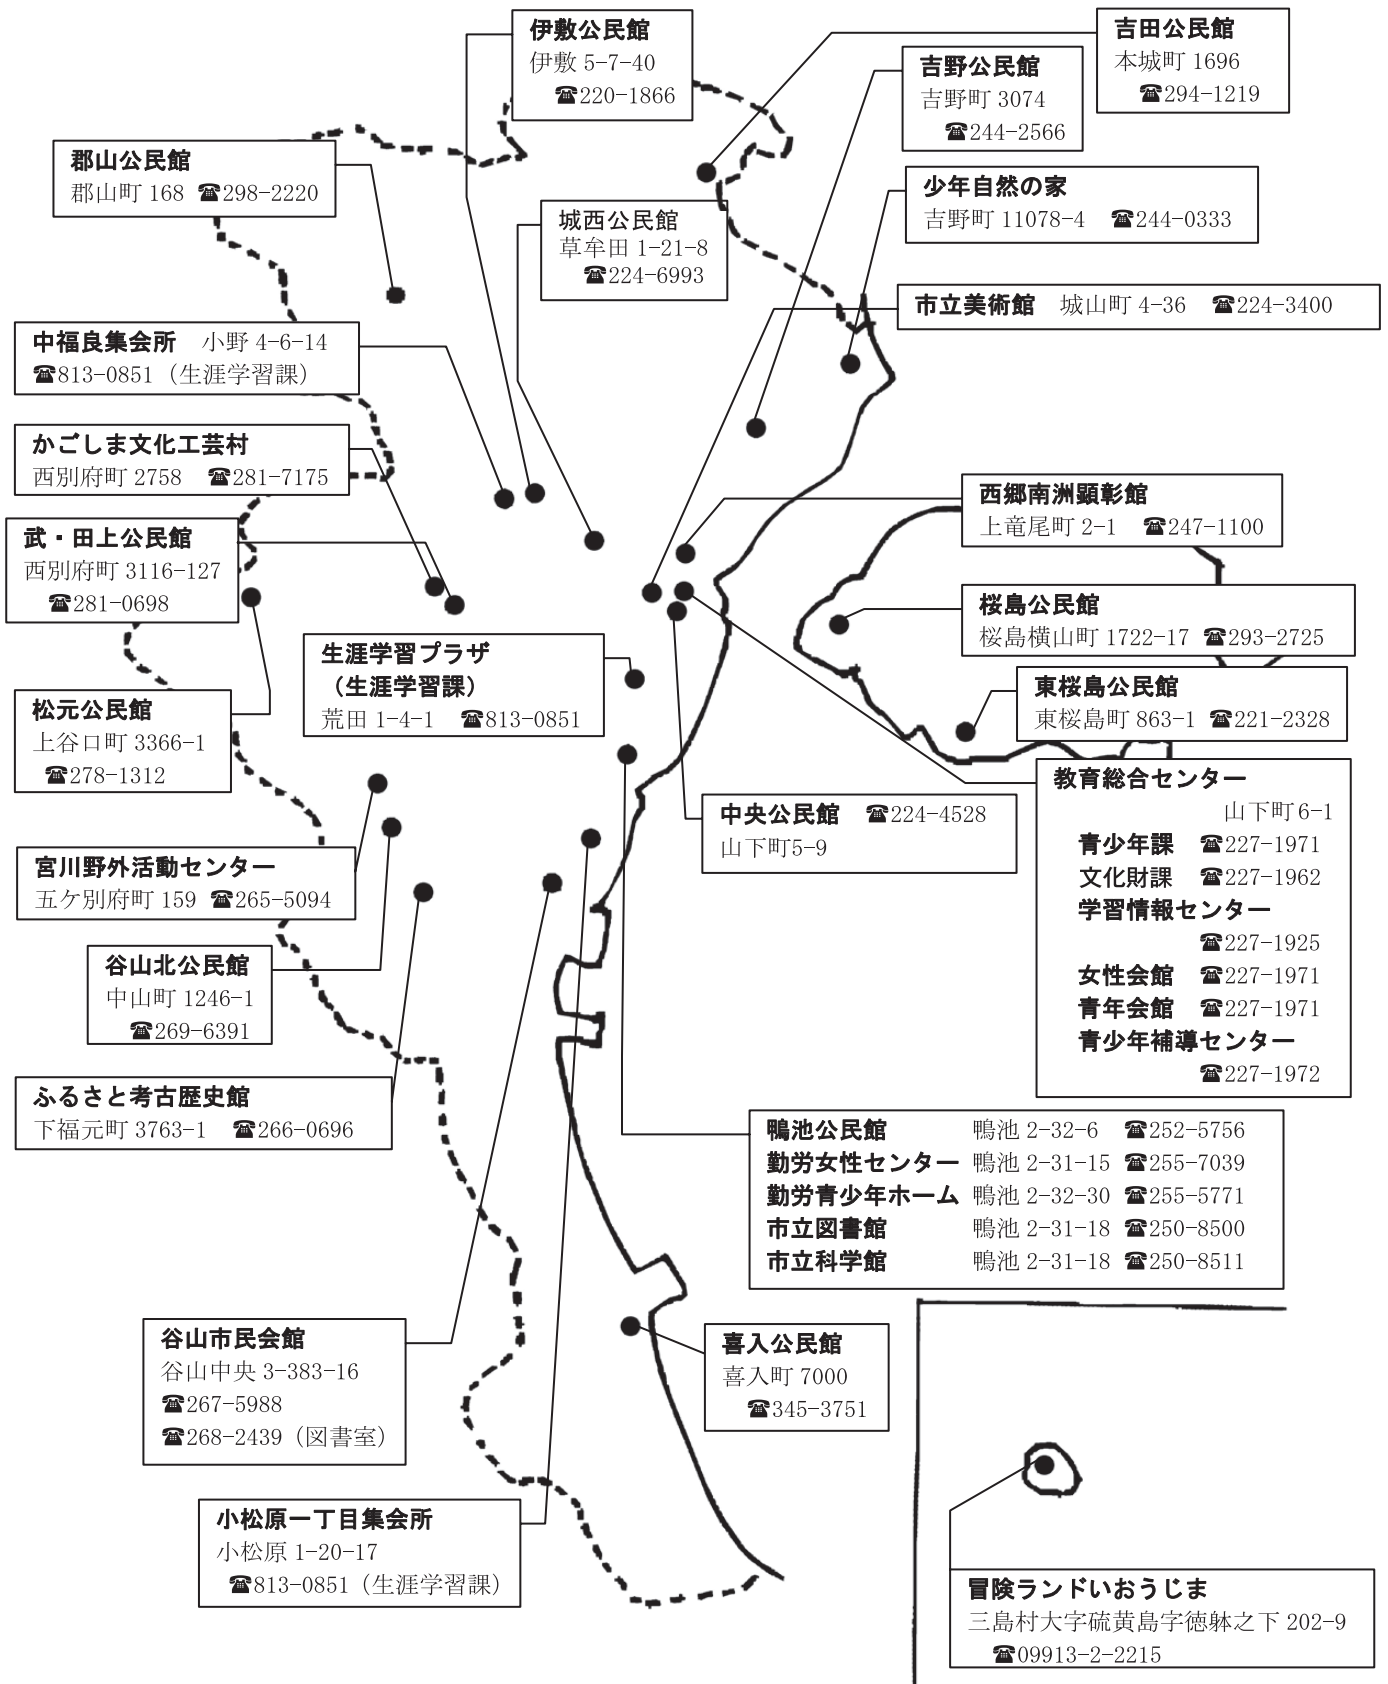 伊敷公民館
伊敷 5-7-40
☎220-1866
吉田公民館
本城町 1696
☎294-1219
吉野公民館
吉野町 3074
☎244-2566
郡山公民館
郡山町 168 ☎298-2220
少年自然の家
吉野町 11078-4 ☎244-0333
城西公民館
草牟田 1-21-8
☎224-6993
市立美術館 城山町 4-36 ☎224-3400
中福良集会所 小野 4-6-14
☎813-0851（生涯学習課）
かごしま文化工芸村
西別府町 2758 ☎281-7175
西郷南洲顕彰館
上竜尾町 2-1 ☎247-1100
武・田上公民館
西別府町 3116-127
☎281-0698
桜島公民館
桜島横山町 1722-17 ☎293-2725
生涯学習プラザ
（生涯学習課）
荒田 1-4-1 ☎813-0851
東桜島公民館
東桜島町 863-1 ☎221-2328
松元公民館
上谷口町 3366-1
☎278-1312
教育総合センター
山下町 6-1
青少年課 ☎227-1971
文化財課 ☎227-1962
学習情報センター
☎227-1925
女性会館 ☎227-1971
青年会館 ☎227-1971
青少年補導センター
☎227-1972
中央公民館 ☎224-4528
山下町5-9
宮川野外活動センター
五ケ別府町 159 ☎265-5094
谷山北公民館
中山町 1246-1
☎269-6391
ふるさと考古歴史館
下福元町 3763-1 ☎266-0696
鴨池公民館 鴨池 2-32-6 ☎252-5756
勤労女性センター 鴨池 2-31-15 ☎255-7039
勤労青少年ホーム 鴨池 2-32-30 ☎255-5771
市立図書館 鴨池 2-31-18 ☎250-8500
市立科学館 鴨池 2-31-18 ☎250-8511
谷山市民会館
谷山中央 3-383-16
☎267-5988
☎268-2439（図書室）
喜入公民館
喜入町 7000
☎345-3751
小松原一丁目集会所
小松原 1-20-17
☎813-0851（生涯学習課）
冒険ランドいおうじま
三島村大字硫黄島字徳躰之下 202-9
☎09913-2-2215